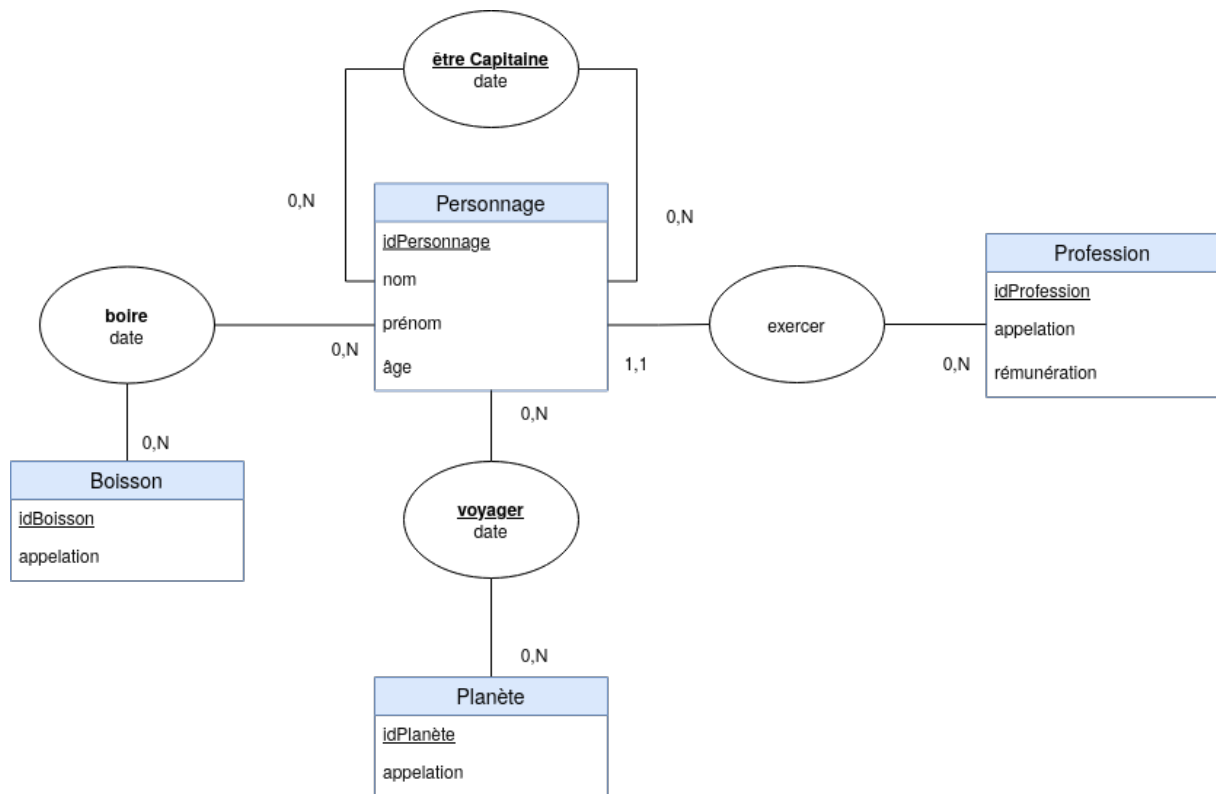 être Capitaine
date
0,N
0,N
Personnage
idPersonnage
nom
prénom
âge
Profession
idProfession
appelation
rémunération
boire
date
exercer
0,N
1,1
0,N
0,N
0,N
Boisson
idBoisson
appelation
voyager
date
0,N
Planète
idPlanète
appelation